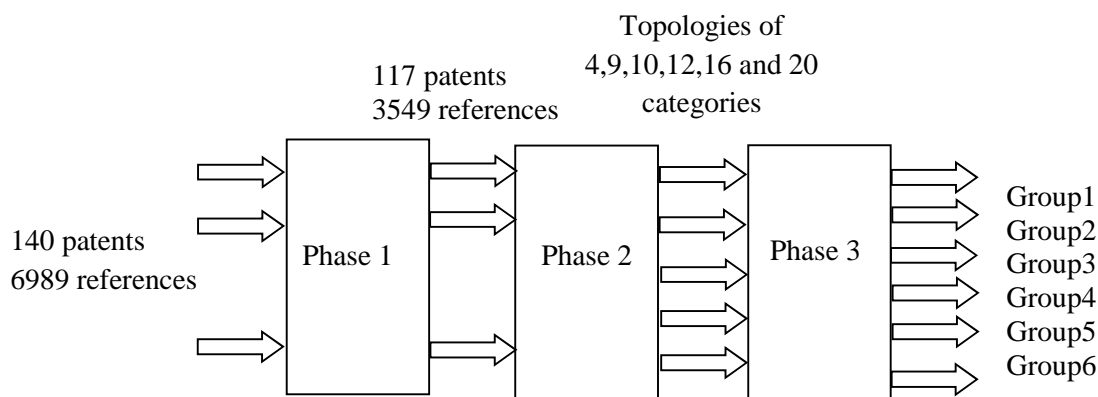 Topologies of
4,9,10,12,16 and 20
categories
117 patents
3549 references
140 patents
6989 references
Phase 1
Phase 2
Phase 3
Group1
Group2
Group3
Group4
Group5
Group6